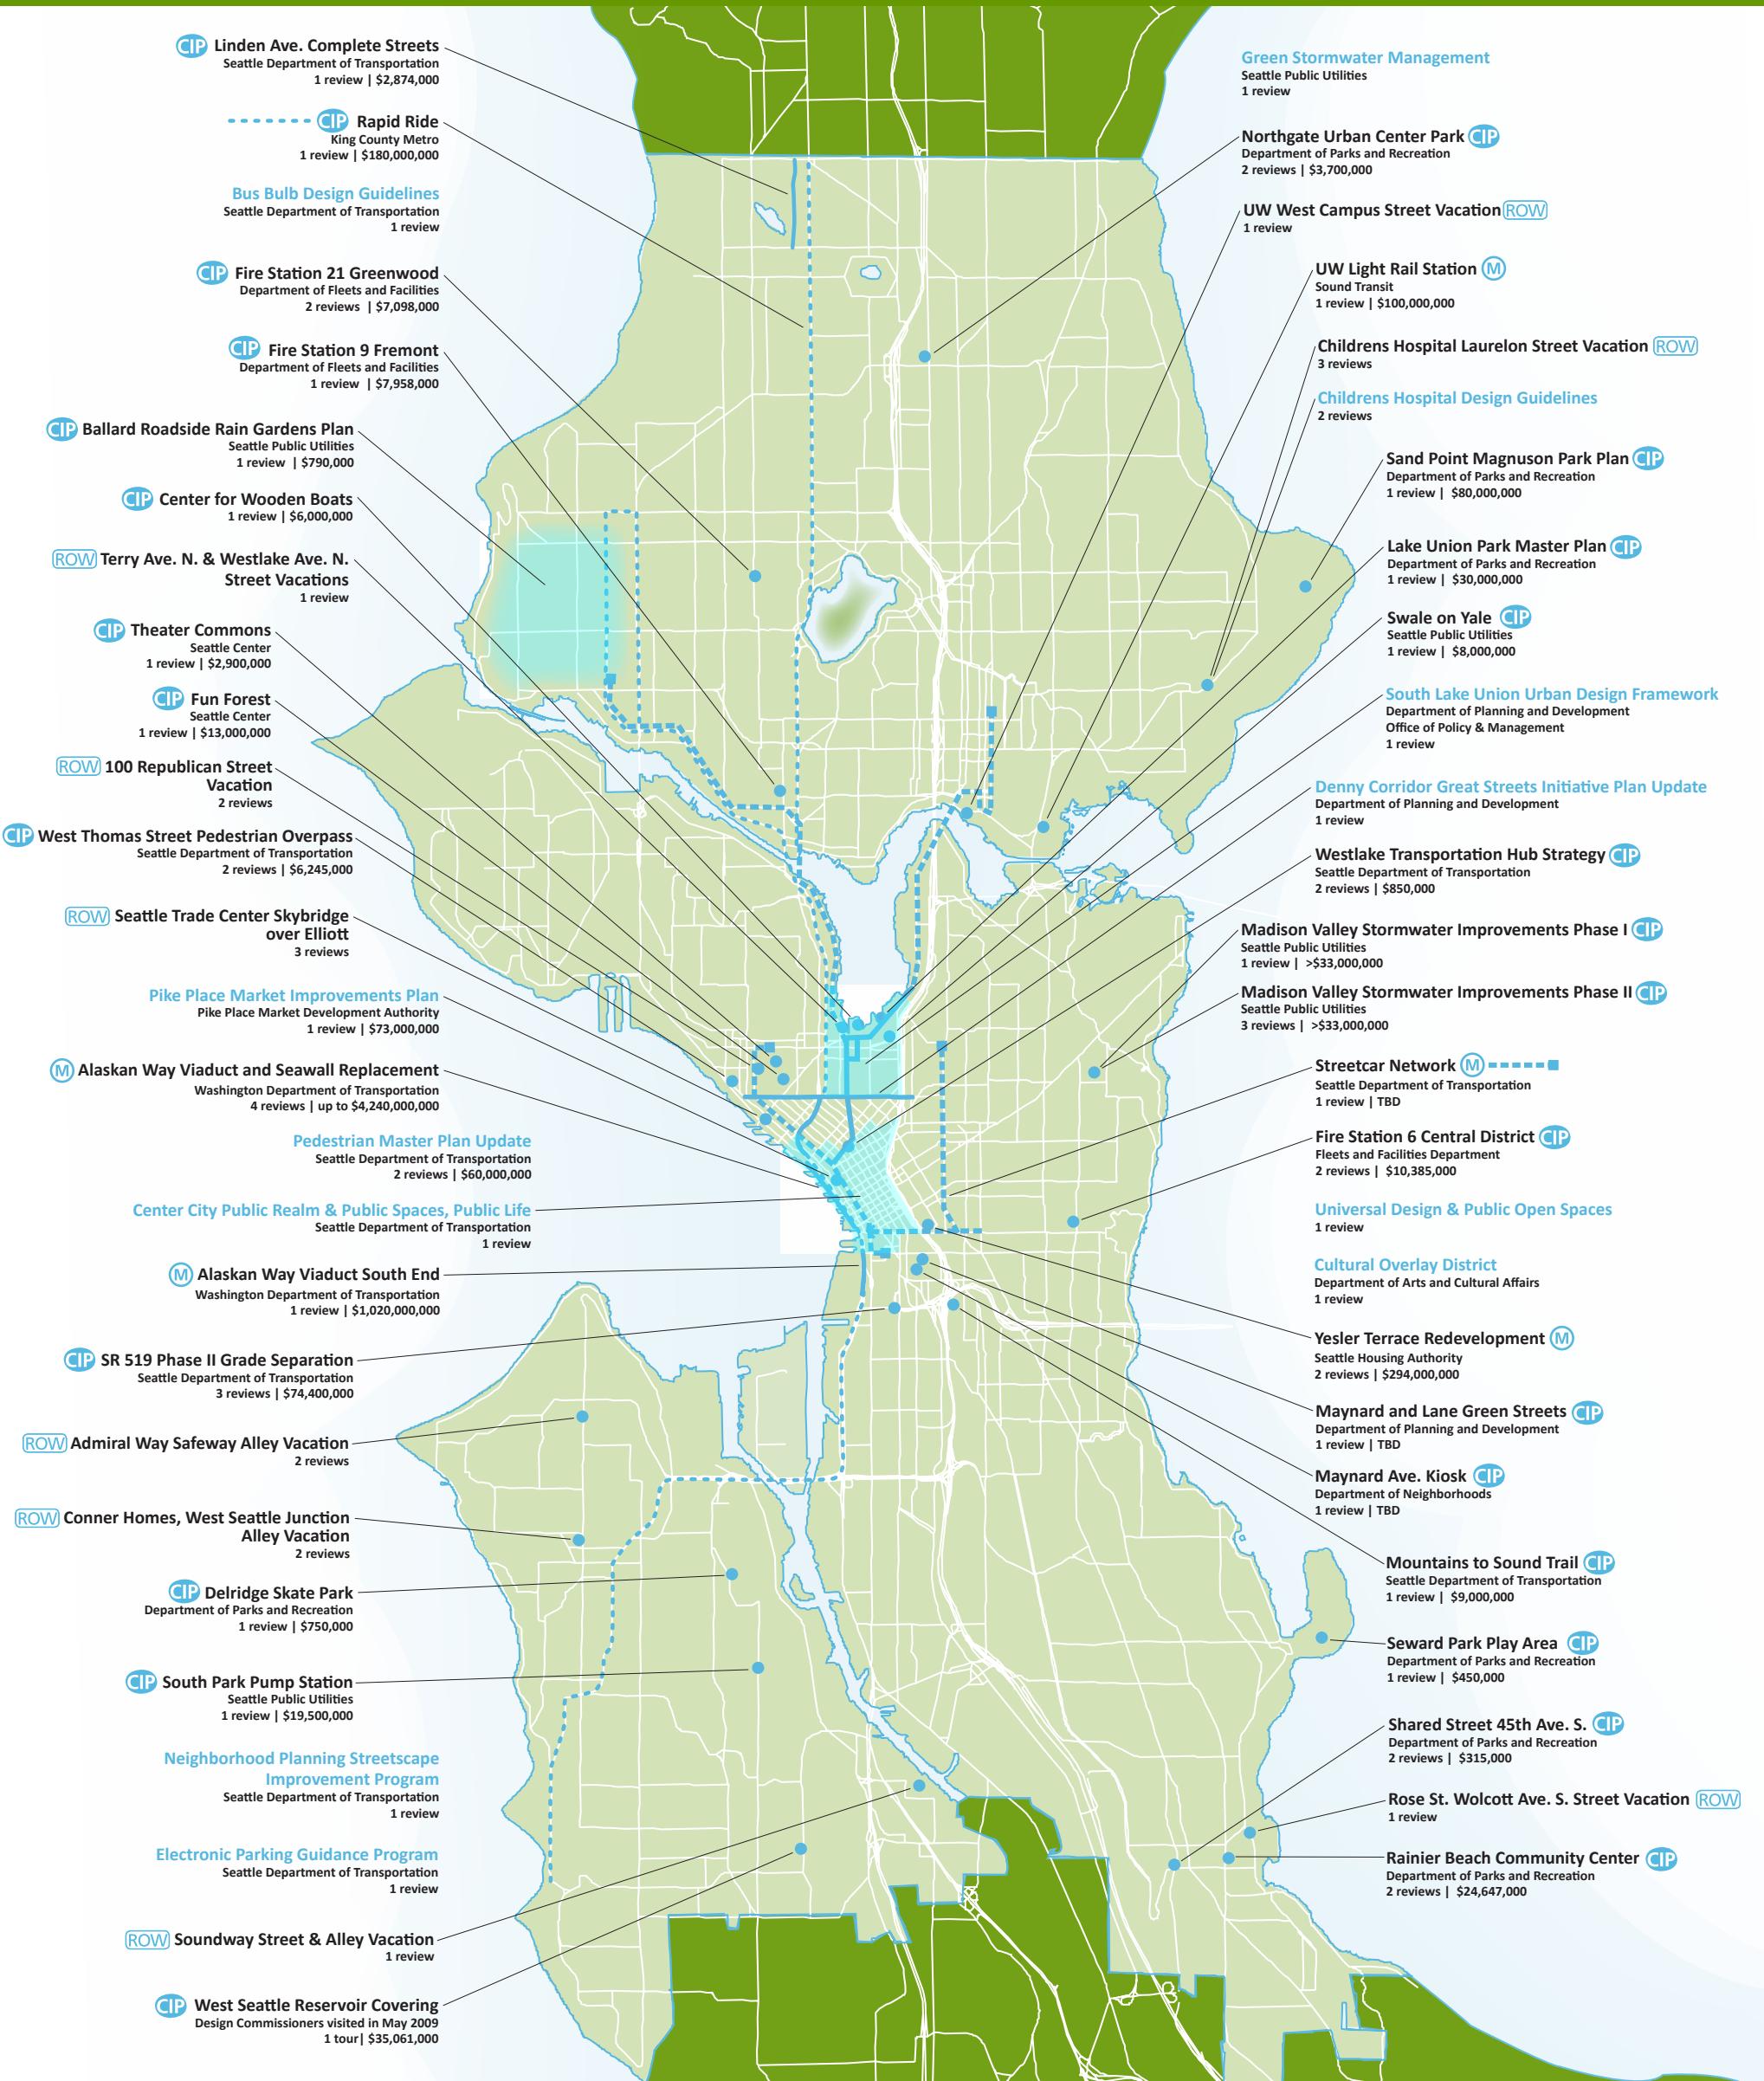 CIP Linden Ave. Complete Streets
Seattle Department of Transportation
1 review | $2,874,000
CIP Rapid Ride
King County Metro
1 review | $180,000,000
Bus Bulb Design Guidelines
Seattle Department of Transportation
1 review
CIP Fire Station 21 Greenwood
Department of Fleets and Facilities
2 reviews | $7,098,000
CIP Fire Station 9 Fremont
Department of Fleets and Facilities
1 review | $7,958,000
CIP Ballard Roadside Rain Gardens Plan
Seattle Public Utilities
1 review | $790,000
CIP Center for Wooden Boats
1 review | $6,000,000
ROW Terry Ave. N. & Westlake Ave. N.
Street Vacations
1 review
CIP Theater Commons
Seattle Center
1 review | $2,900,000
CIP Fun Forest
Seattle Center
1 review | $13,000,000
ROW 100 Republican Street
Vacation
2 reviews
CIP West Thomas Street Pedestrian Overpass
Seattle Department of Transportation
2 reviews | $6,245,000
ROW Seattle Trade Center Skybridge
over Elliott
3 reviews
Pike Place Market Improvements Plan
Pike Place Market Development Authority
1 review | $73,000,000
M Alaskan Way Viaduct and Seawall Replacement
Washington Department of Transportation
4 reviews | up to $4,240,000,000
Pedestrian Master Plan Update
Seattle Department of Transportation
2 reviews | $60,000,000
Center City Public Realm & Public Spaces, Public Life
Seattle Department of Transportation
1 review
M Alaskan Way Viaduct South End
Washington Department of Transportation
1 review | $1,020,000,000
CIP SR 519 Phase II Grade Separation
Seattle Department of Transportation
3 reviews | $74,400,000
ROW Admiral Way Safeway Alley Vacation
2 reviews
ROW Conner Homes, West Seattle Junction
Alley Vacation
2 reviews
CIP Delridge Skate Park
Department of Parks and Recreation
1 review | $750,000
CIP South Park Pump Station
Seattle Public Utilities
1 review | $19,500,000
Neighborhood Planning Streetscape
Improvement Program
Seattle Department of Transportation
1 review
Electronic Parking Guidance Program
Seattle Department of Transportation
1 review
ROW Soundway Street & Alley Vacation
1 review
CIP West Seattle Reservoir Covering
Design Commissioners visited in May 2009
1 tour| $35,061,000
Green Stormwater Management
Seattle Public Utilities
1 review
Northgate Urban Center Park CIP
Department of Parks and Recreation
2 reviews | $3,700,000
UW West Campus Street Vacation ROW
1 review
UW Light Rail Station M
Sound Transit
1 review | $100,000,000
Childrens Hospital Laurelon Street Vacation ROW
3 reviews
Childrens Hospital Design Guidelines
2 reviews
Sand Point Magnuson Park Plan CIP
Department of Parks and Recreation
1 review | $80,000,000
Lake Union Park Master Plan CIP
Department of Parks and Recreation
1 review | $30,000,000
Swale on Yale CIP
Seattle Public Utilities
1 review | $8,000,000
South Lake Union Urban Design Framework
Department of Planning and Development
Office of Policy & Management
1 review
Denny Corridor Great Streets Initiative Plan Update
Department of Planning and Development
1 review
Westlake Transportation Hub Strategy CIP
Seattle Department of Transportation
2 reviews | $850,000
Madison Valley Stormwater Improvements Phase I CIP
Seattle Public Utilities
1 review | >$33,000,000
Madison Valley Stormwater Improvements Phase II CIP
Seattle Public Utilities
3 reviews | >$33,000,000
Streetcar Network M
Seattle Department of Transportation
1 review | TBD
Fire Station 6 Central District CIP
Fleets and Facilities Department
2 reviews | $10,385,000
Universal Design & Public Open Spaces
1 review
Cultural Overlay District
Department of Arts and Cultural Affairs
1 review
Yesler Terrace Redevelopment M
Seattle Housing Authority
2 reviews | $294,000,000
Maynard and Lane Green Streets CIP
Department of Planning and Development
1 review | TBD
Maynard Ave. Kiosk CIP
Department of Neighborhoods
1 review | TBD
Mountains to Sound Trail CIP
Seattle Department of Transportation
1 review | $9,000,000
Seward Park Play Area CIP
Department of Parks and Recreation
1 review | $450,000
Shared Street 45th Ave. S. CIP
Department of Parks and Recreation
2 reviews | $315,000
Rose St. Wolcott Ave. S. Street Vacation ROW
1 review
Rainier Beach Community Center CIP
Department of Parks and Recreation
2 reviews | $24,647,000